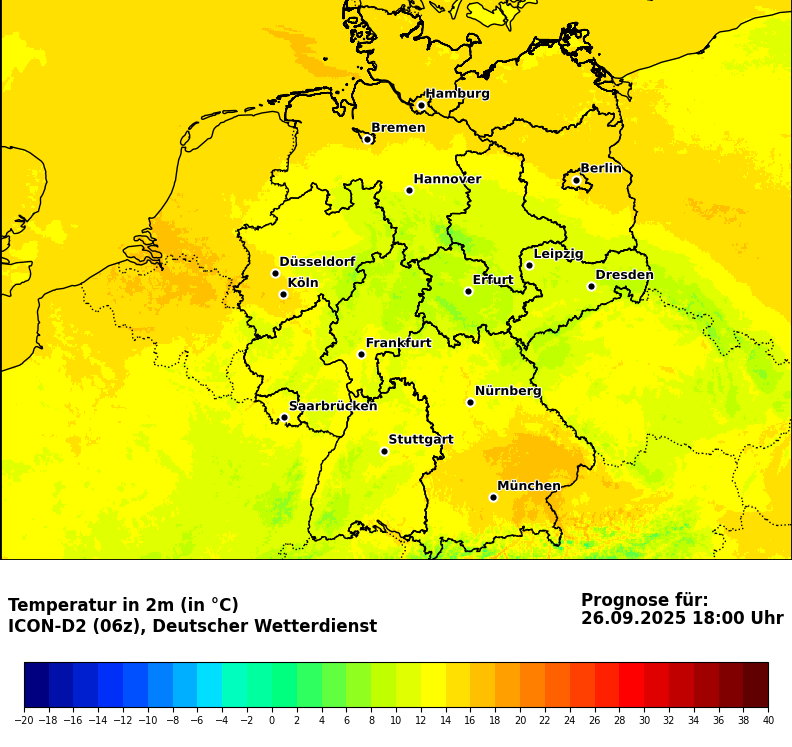 Hamburg
Bremen
Berlin
Hannover
Leipzig
Düsseldorf
Dresden
Köln
Erfurt
Frankfurt
Nürnberg
Saarbrücken
Stuttgart
München
Temperatur in 2m (in °C)
ICON-D2 (06z), Deutscher Wetterdienst
Prognose für:
26.09.2025 18:00 Uhr
−20 −18 −16 −14 −12 −10 −8 −6 −4 −2 0 2 4 6 8 10 12 14 16 18 20 22 24 26 28 30 32 34 36 38 40